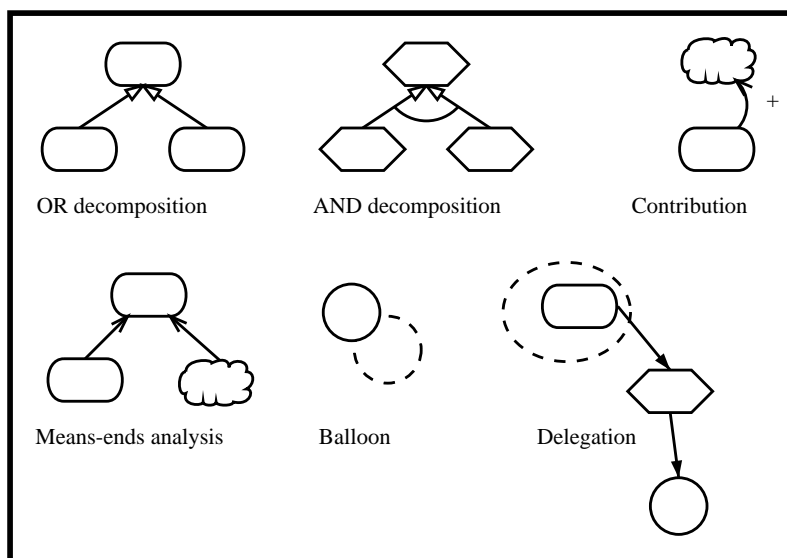 +
OR decomposition
AND decomposition
Contribution
Means-ends analysis
Balloon
Delegation